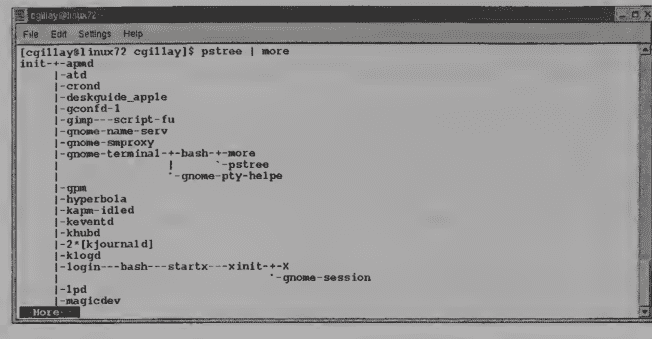 cgillay@linux72
File Edit Settings Help
[cgillay@linux72 cgillay]$ pstree | more
init-+-apmd
     |-atd
     |-crond
     |-deskguide_apple
     |-gconfd-1
     |-gimp---script-fu
     |-gnome-name-serv
     |-gnome-smproxy
     |-gnome-terminal-+-bash-+-more
     |                |      `-pstree
     |                `-gnome-pty-helpe
     |-gpm
     |-hyperbola
     |-kapm-idled
     |-keventd
     |-khubd
     |-2*[kjournald]
     |-klogd
     |-login---bash---startx---xinit-+-X
     |                               `-gnome-session
     |-lpd
     |-magicdev
--More--